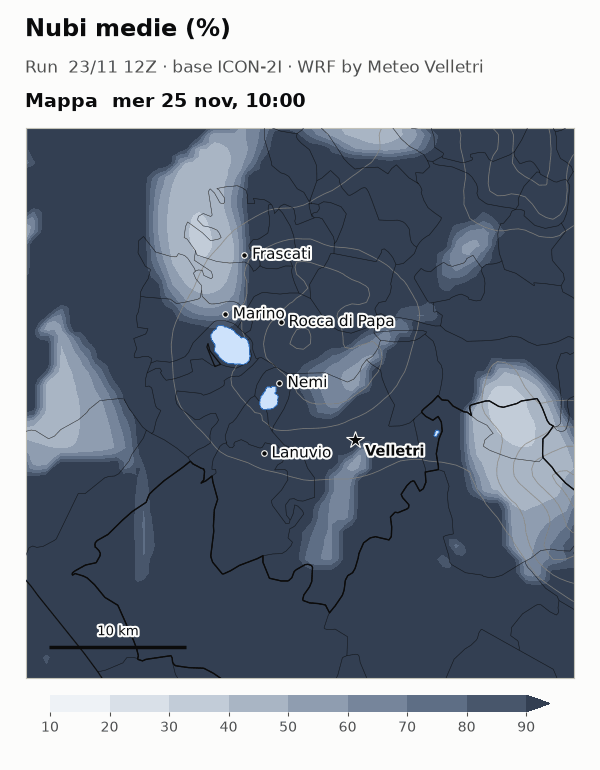 Nubi medie (%)
Run  23/11 12Z · base ICON-2I · WRF by Meteo Velletri
Mappa  mer 25 nov, 10:00
Frascati
Marino
Rocca di Papa
Nemi
Velletri
Lanuvio
10 km
10 20 30 40 50 60 70 80 90